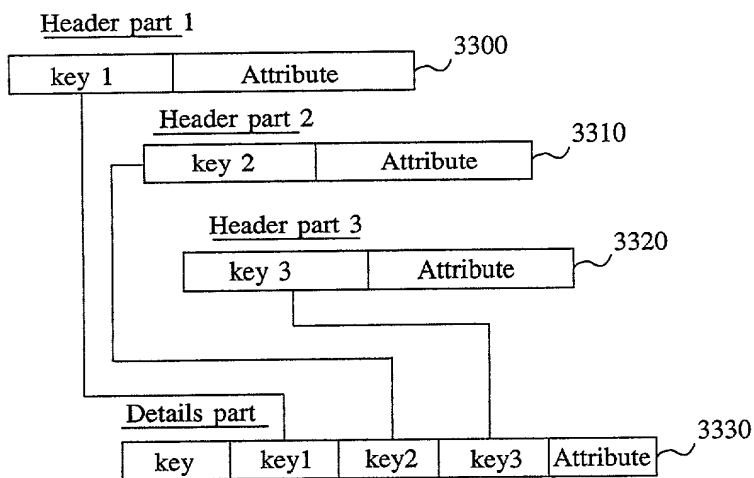 Header part 1
key 1 Attribute 3300
Header part 2
key 2 Attribute 3310
Header part 3
key 3 Attribute 3320
Details part
key key1 key2 key3 Attribute 3330